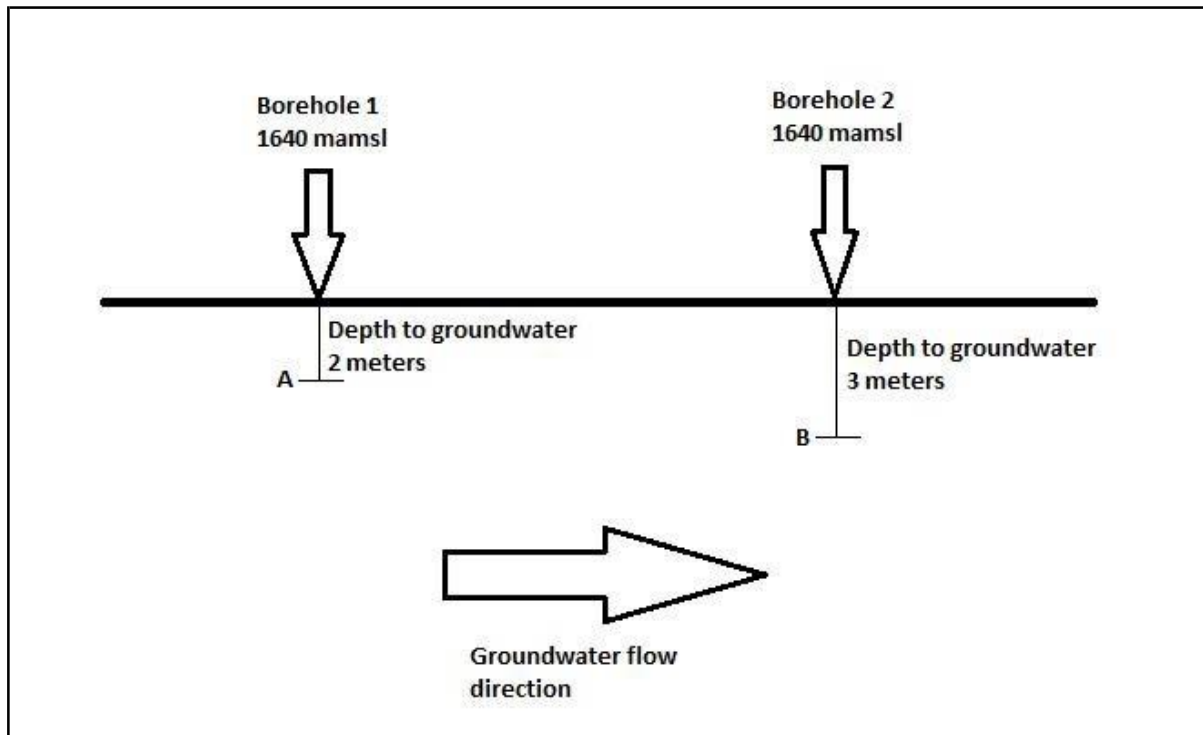 Borehole 1
1640 mamsl
Borehole 2
1640 mamsl
Depth to groundwater
2 meters
A
Depth to groundwater
3 meters
B
Groundwater flow
direction